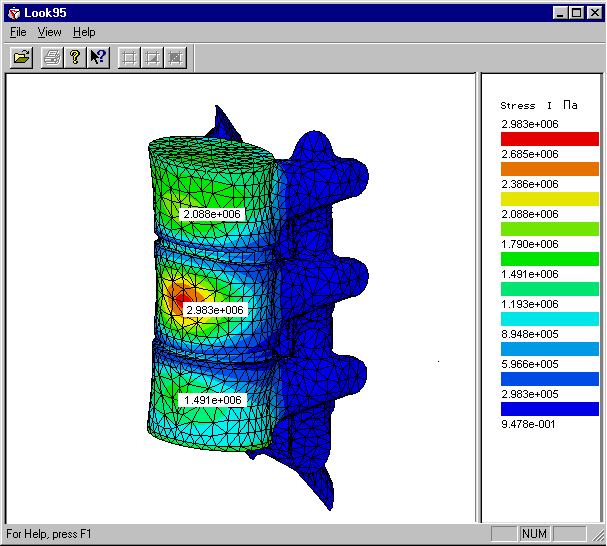 Look95
File View Help
Stress I Па
2.983e+006
2.685e+006
2.386e+006
2.088e+006
1.790e+006
1.491e+006
1.193e+006
8.948e+005
5.966e+005
2.983e+005
9.478e-001
2.088e+006
2.983e+006
1.491e+006
For Help, press F1
NUM